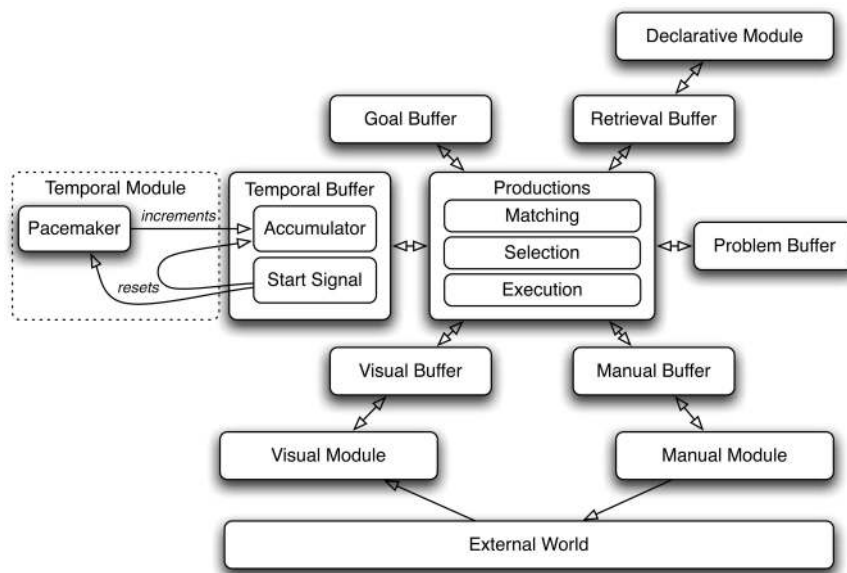 Declarative Module
Goal Buffer
Retrieval Buffer
Temporal Module
Temporal Buffer
Productions
Pacemaker
increments
Accumulator
Matching
Selection
Problem Buffer
resets
Start Signal
Execution
Visual Buffer
Manual Buffer
Visual Module
Manual Module
External World